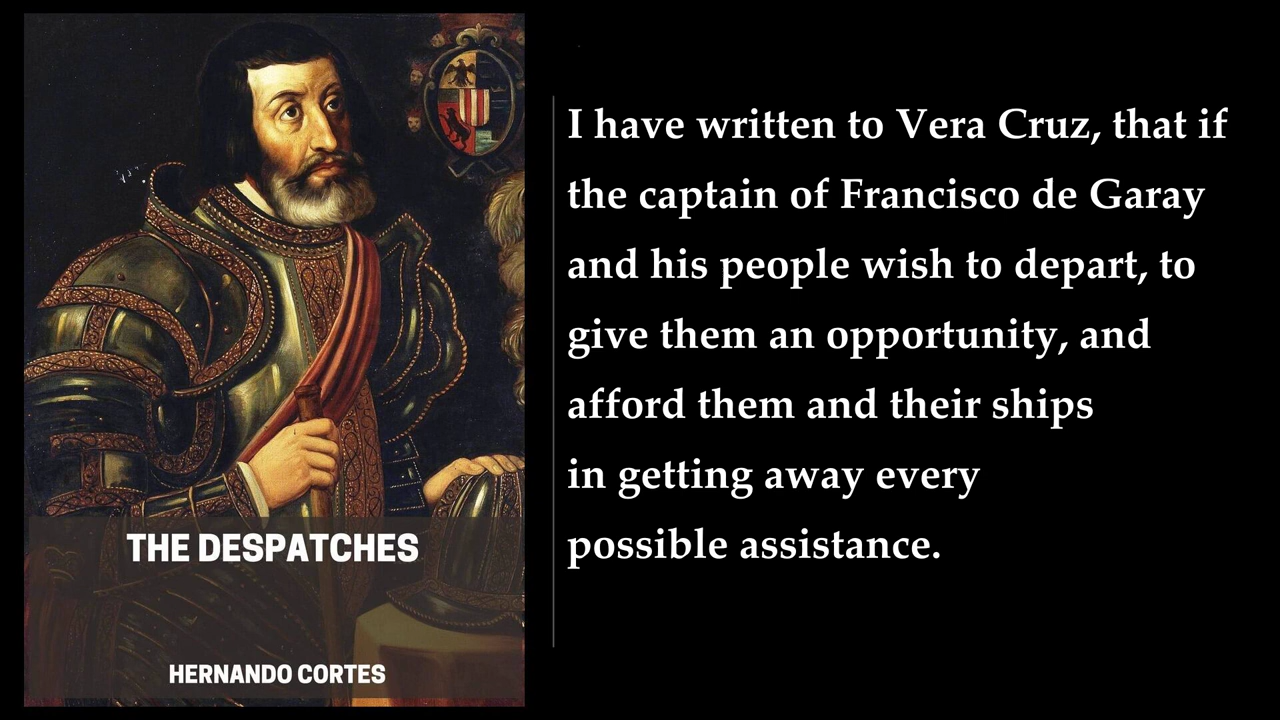 THE DESPATCHES
HERNANDO CORTES
I have written to Vera Cruz, that if
the captain of Francisco de Garay
and his people wish to depart, to
give them an opportunity, and
afford them and their ships
in getting away every
possible assistance.